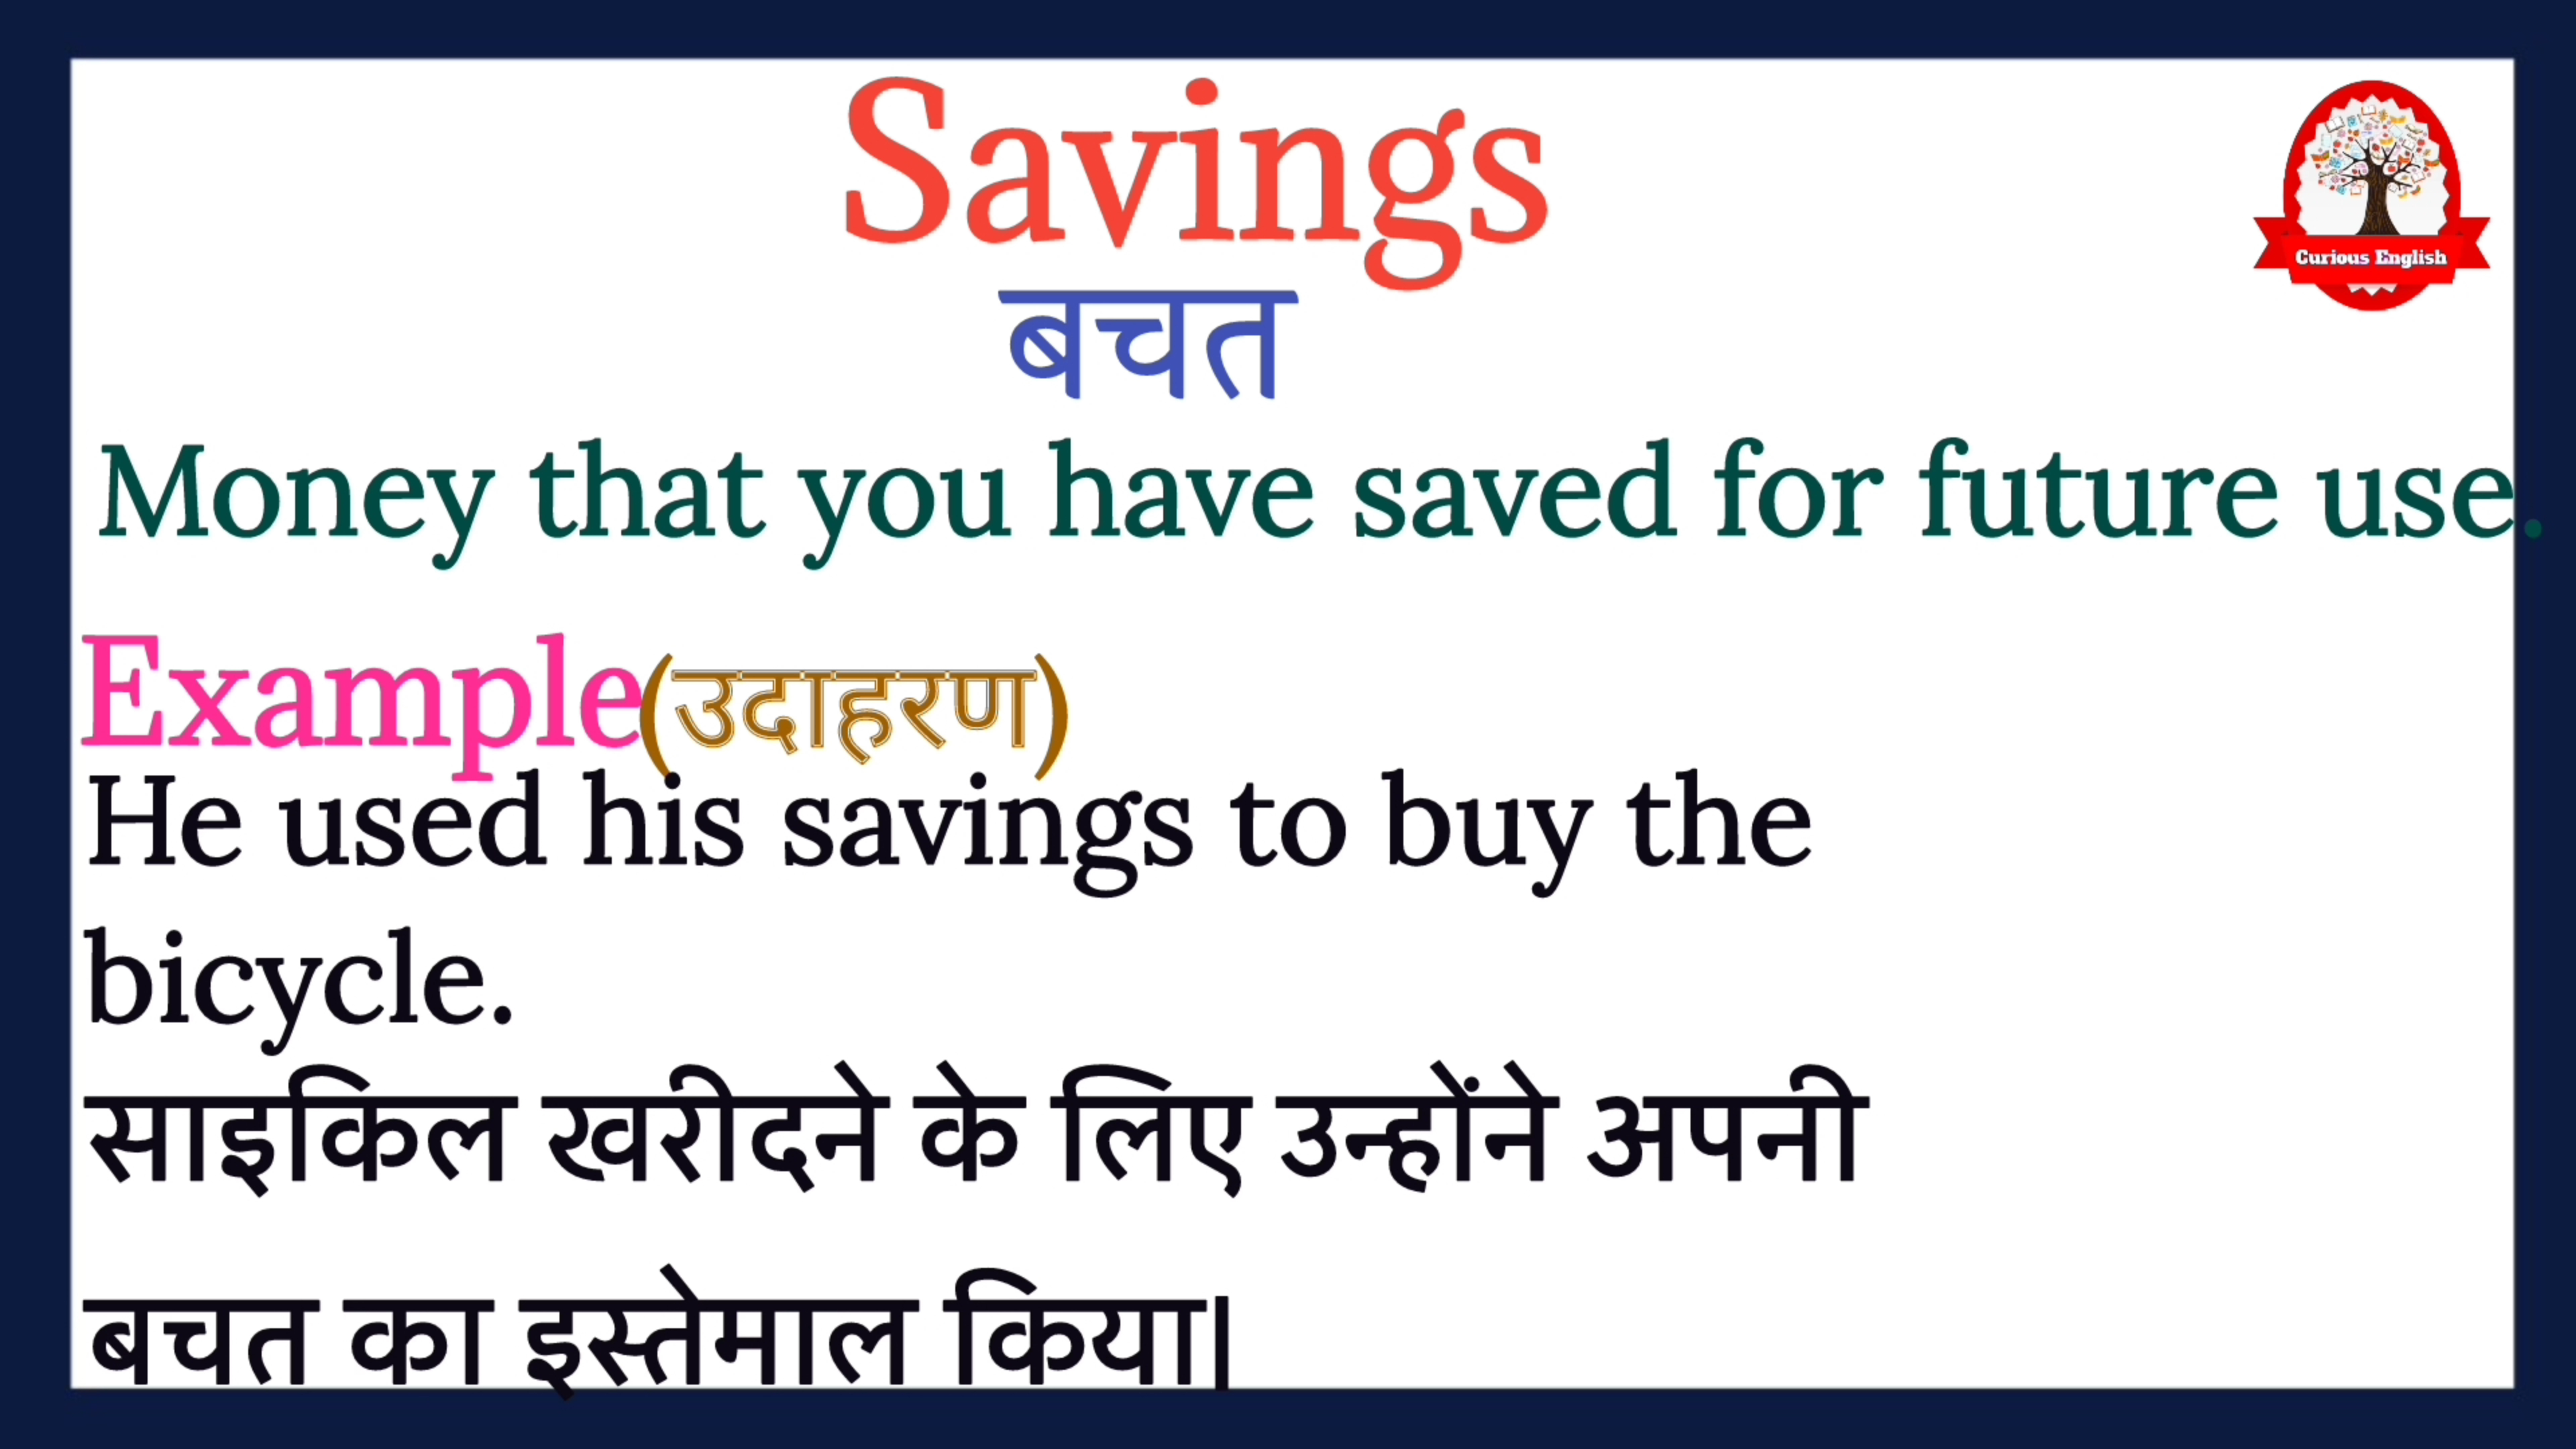 Savings
Curious English
बचत
Money that you have saved for future use.
Example(उदाहरण)
He used his savings to buy the
bicycle.
साइकिल खरीदने के लिए उन्होंने अपनी
बचत का इस्तेमाल किया|